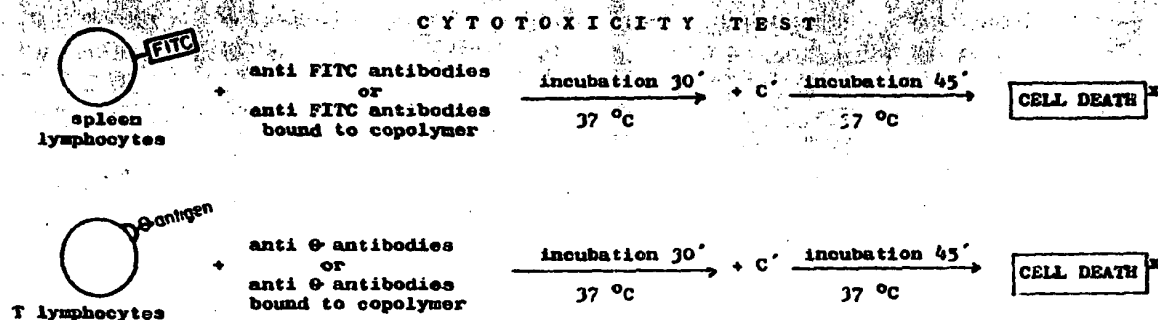 CYTOTOXICITY TEST
FITC
spleen
lymphocytes
+
anti FITC antibodies
or
anti FITC antibodies
bound to copolymer
incubation 30´
37 °C
+ C´
incubation 45´
37 °C
CELL DEATH x
θ-antigen
T lymphocytes
+
anti θ antibodies
or
anti θ antibodies
bound to copolymer
incubation 30´
37 °C
+ C´
incubation 45´
37 °C
CELL DEATH x